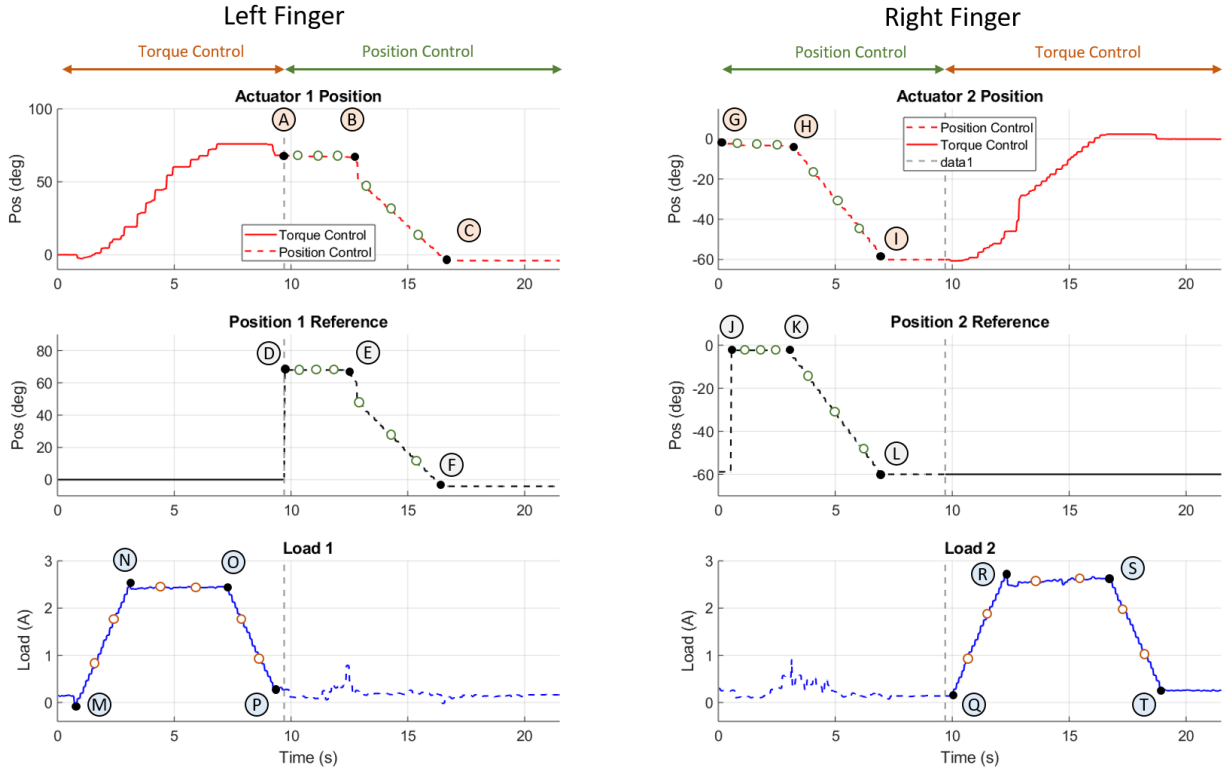 Left Finger
Right Finger
Torque Control
Position Control
Position Control
Torque Control
Actuator 1 Position
Actuator 2 Position
100
50
0
Pos (deg)
A
B
C
Torque Control
Position Control
0
5
10
15
20
0
-20
-40
-60
Pos (deg)
G
H
I
Position Control
Torque Control
data1
0
5
10
15
20
Position 1 Reference
Position 2 Reference
80
60
40
20
0
Pos (deg)
D
E
F
0
5
10
15
20
0
-20
-40
-60
Pos (deg)
J
K
L
0
5
10
15
20
Load 1
Load 2
3
2
1
0
Load (A)
N
O
M
P
0
5
10
15
20
Time (s)
3
2
1
0
Load (A)
R
S
Q
T
0
5
10
15
20
Time (s)